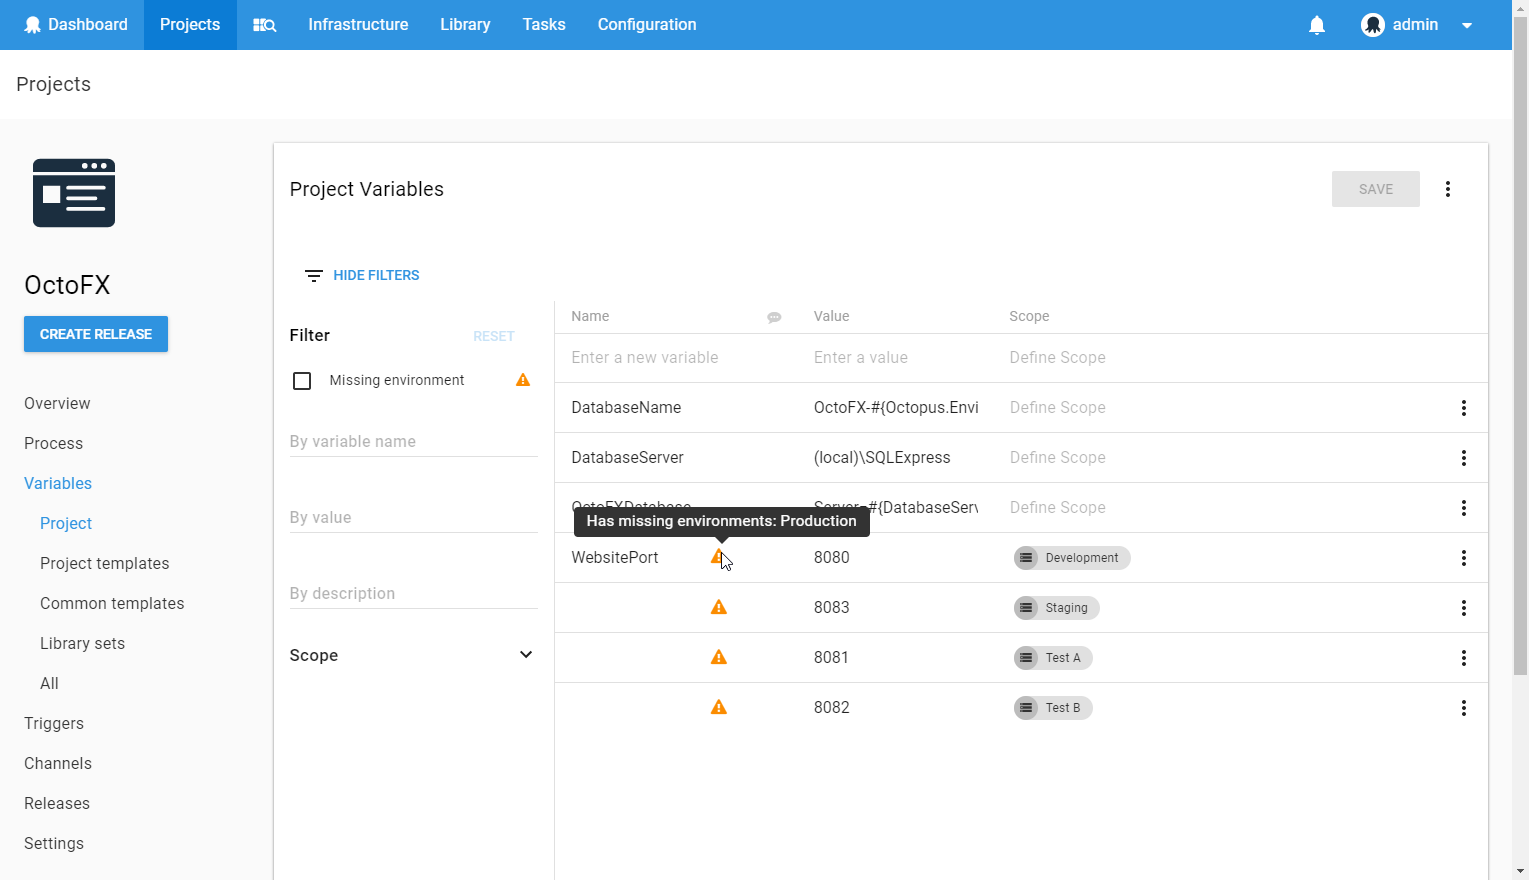 Dashboard Projects Infrastructure Library Tasks Configuration admin
Projects
Project Variables SAVE
HIDE FILTERS
OctoFX
CREATE RELEASE
Overview
Process
Variables
Project
Project templates
Common templates
Library sets
All
Triggers
Channels
Releases
Settings
Filter RESET
Missing environment
By variable name
By value
By description
Scope
Name Value Scope
Enter a new variable Enter a value Define Scope
DatabaseName OctoFX-#{Octopus.Envi Define Scope
DatabaseServer (local)\SQLExpress Define Scope
OctoFXDatabase Server=#{DatabaseServ Define Scope
Has missing environments: Production
WebsitePort 8080 Development
8083 Staging
8081 Test A
8082 Test B